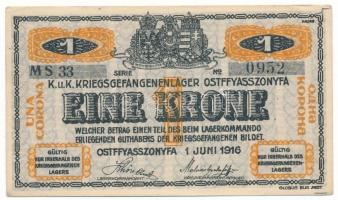 1
1
MS 33 SERIE No 0952
K. u. K. KRIEGSGEFANGENENLAGER OSTFFYASSZONYFA
EINE KRONE
UNA CORONA
ОДНА КОРОНА
WELCHER BETRAG EINEN TEIL DES BEIM LAGERKOMMANDO
ERLIEGENDEN GUTHABENS DER KRIEGSGEFANGENEN BILDET.
OSTFFYASSZONYFA 1 JUNI 1916
GÜLTIG
NUR INNERHALB DES
KRIEGSGEFANGENEN-
LAGERS
GÜLTIG
NUR INNERHALB DES
KRIEGSGEFANGENEN-
LAGERS